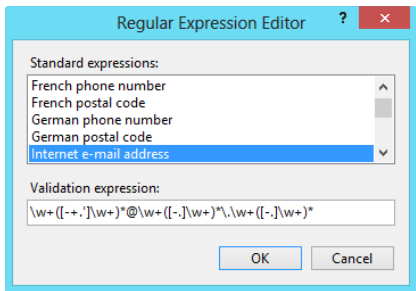 Regular Expression Editor
?
×
Standard expressions:
French phone number
French postal code
German phone number
German postal code
Internet e-mail address
Validation expression:
\w+([-+.']\w+)*@\w+([-.]\w+)*\.\w+([-.]\w+)*
OK
Cancel